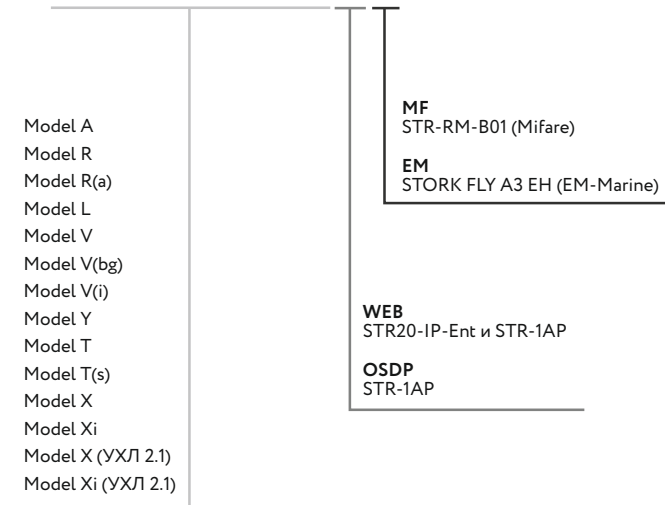 Model A
Model R
Model R(a)
Model L
Model V
Model V(bg)
Model V(i)
Model Y
Model T
Model T(s)
Model X
Model Xi
Model X (УХЛ 2.1)
Model Xi (УХЛ 2.1)
WEB
STR20-IP-Ent и STR-1AP
OSDP
STR-1AP
MF
STR-RM-B01 (Mifare)
EM
STORK FLY A3 EH (EM-Marine)